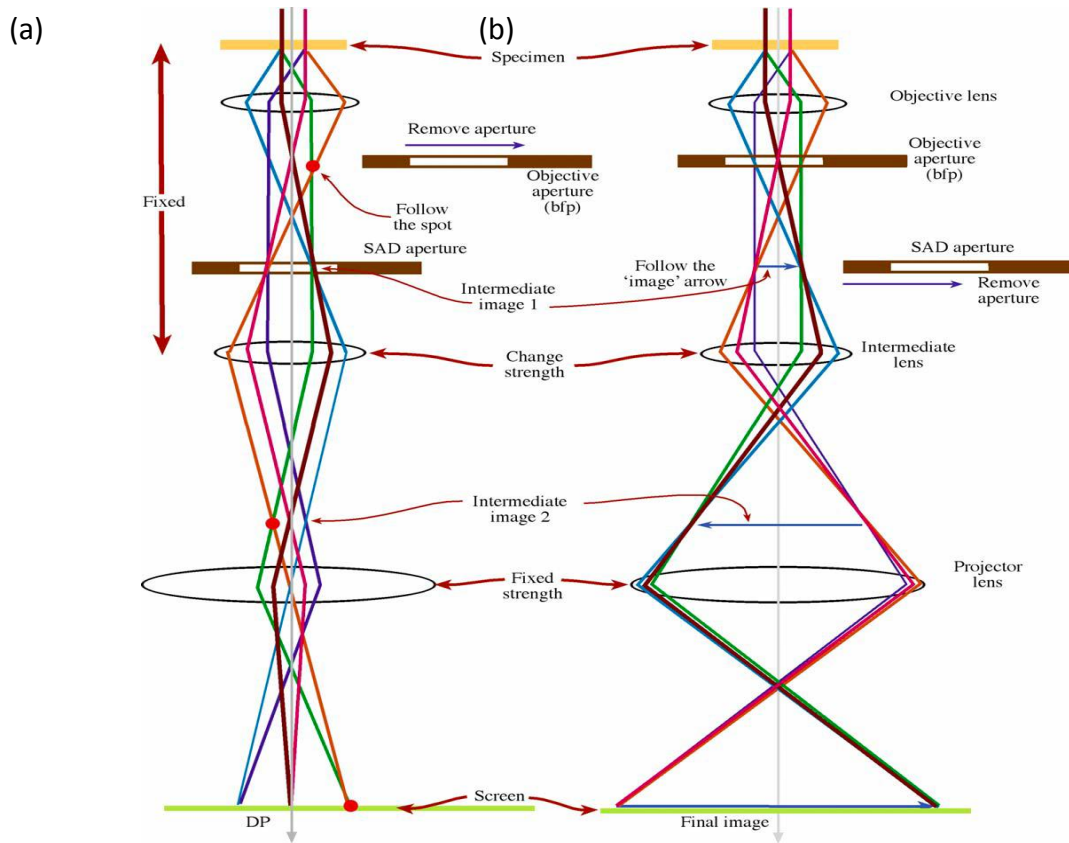 (a)
(b)
Specimen
Objective lens
Remove aperture
Objective
aperture
(bfp)
Objective
aperture
(bfp)
Fixed
Follow
the spot
SAD aperture
SAD aperture
Intermediate
image 1
Follow the
'image' arrow
Remove
aperture
Change
strength
Intermediate
lens
Intermediate
image 2
Fixed
strength
Projector
lens
Screen
DP
Final image